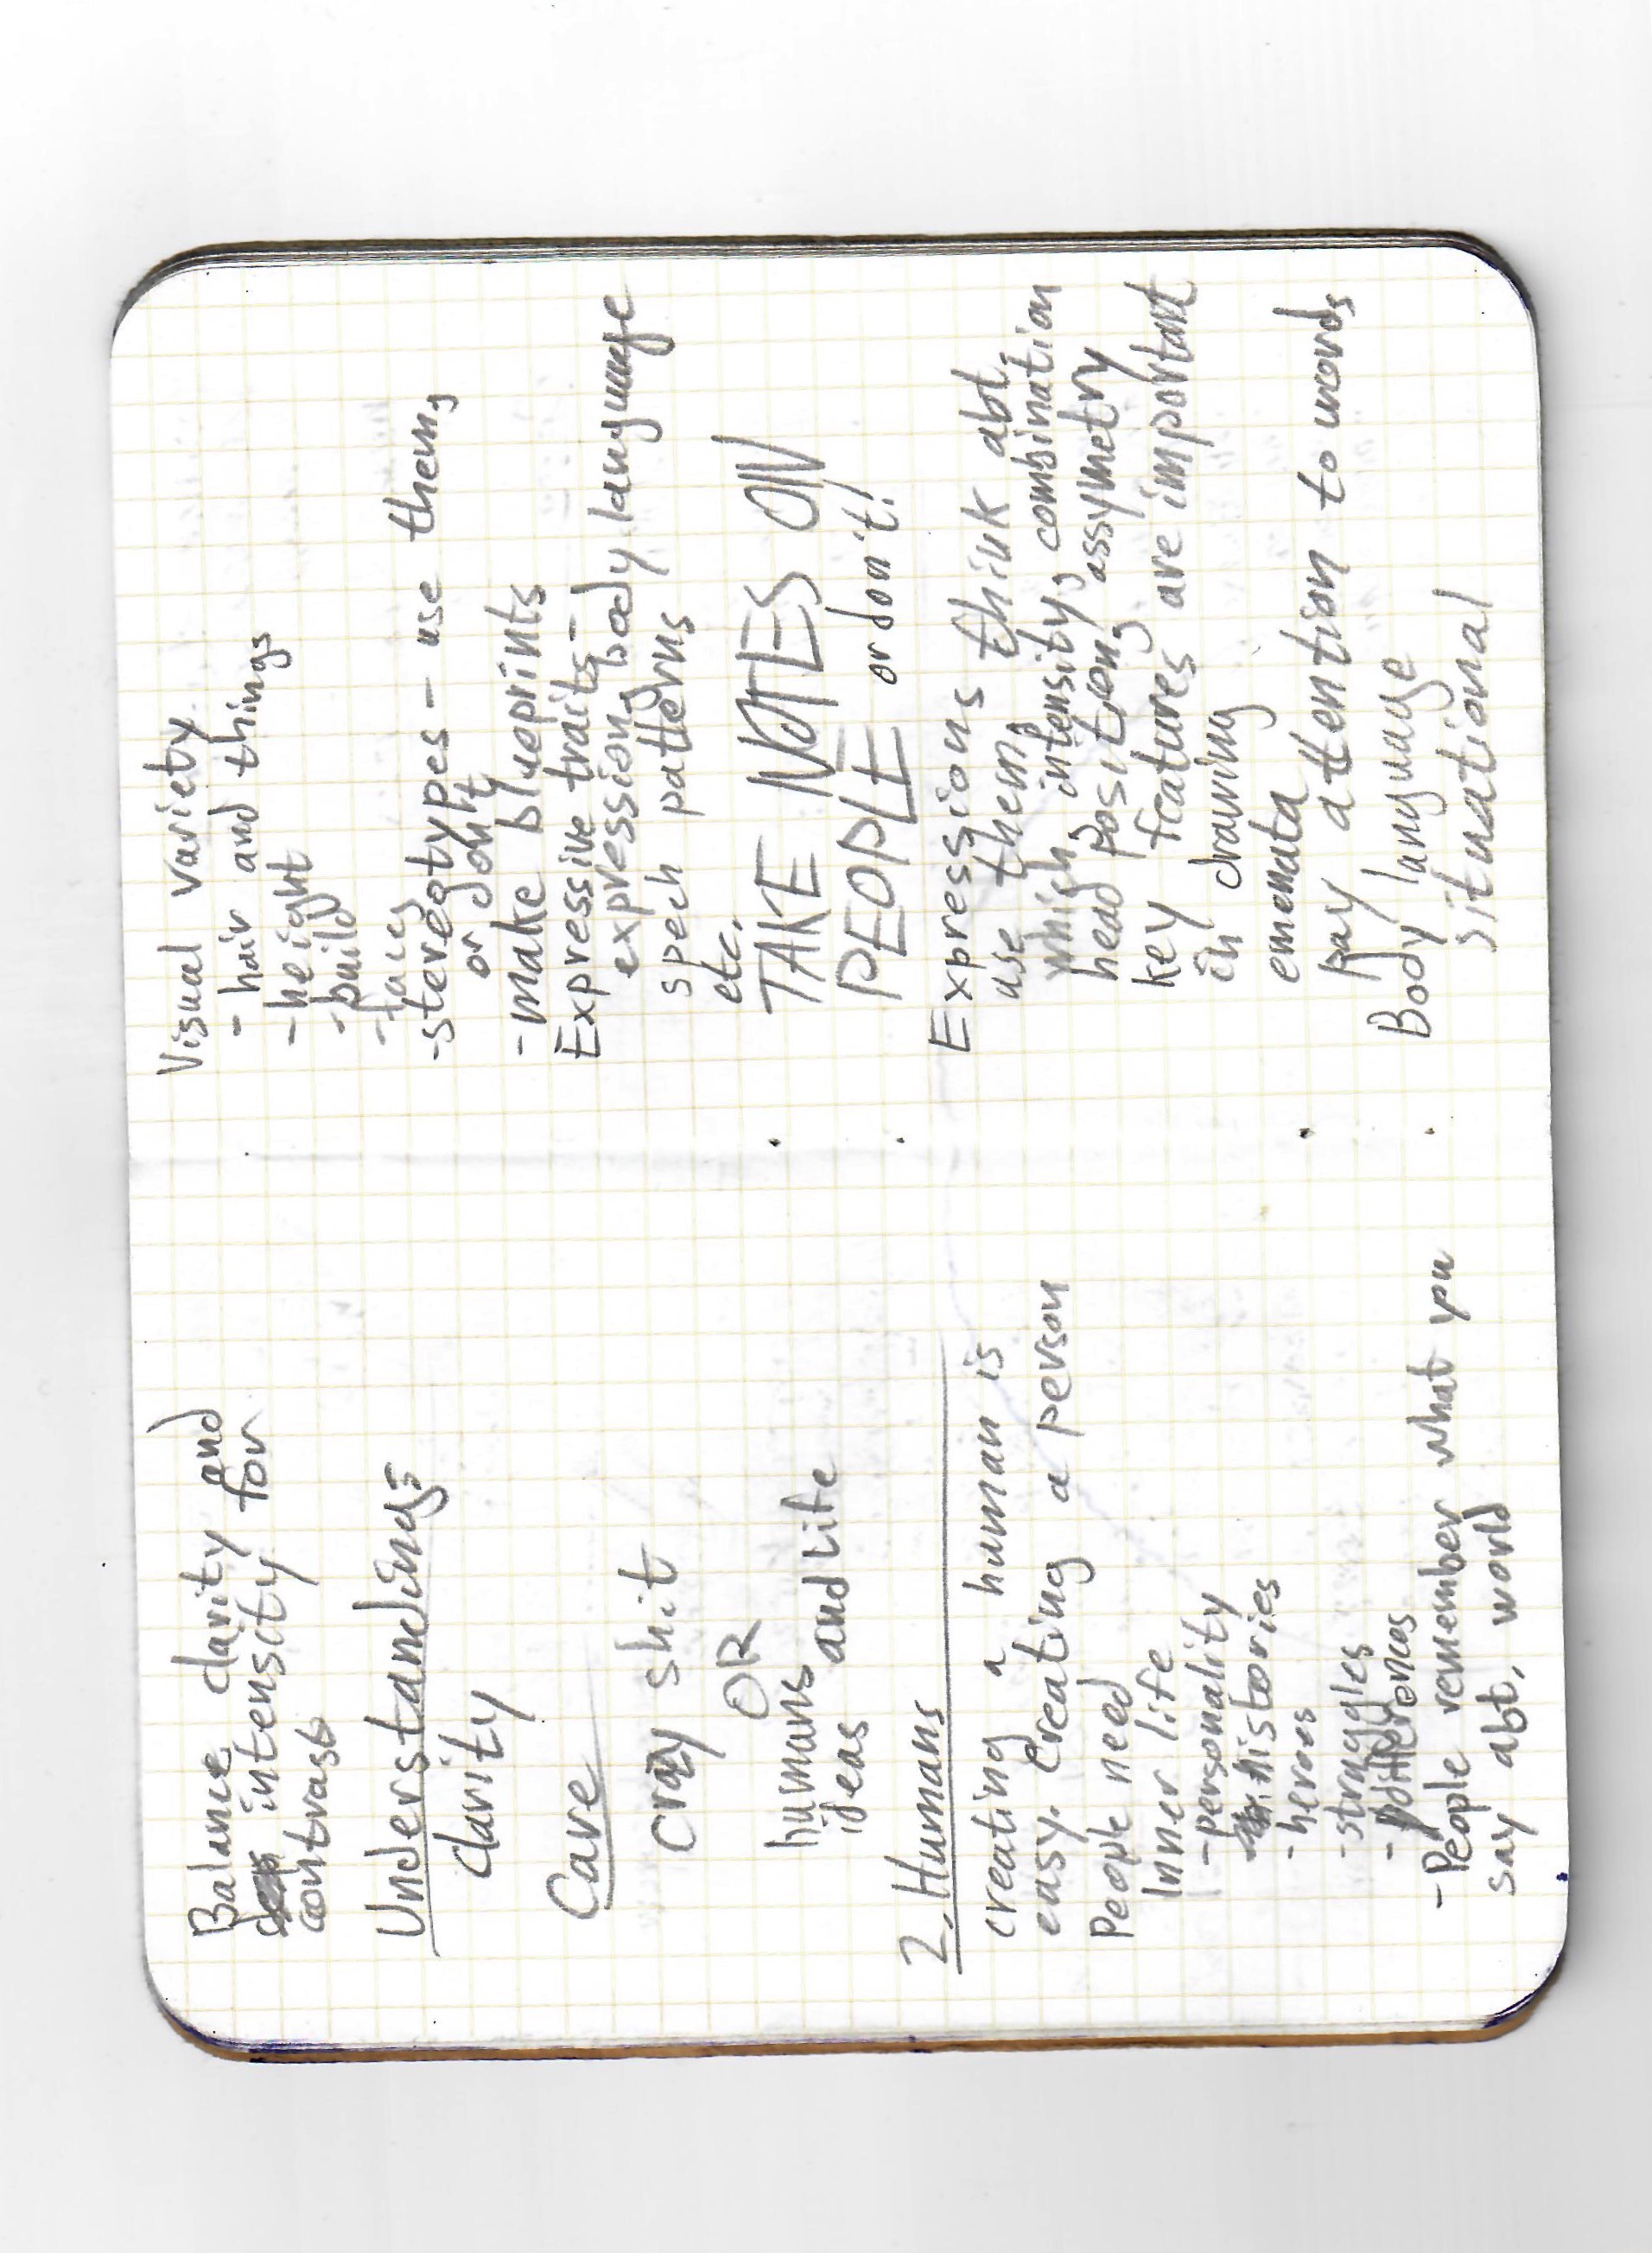 Balance clarity and
intensity for
contrast
Understanding:
clarity
Care
crazy shit
OR
humans
ideas and life
2. Humans
creating a human is
easy. Creating a person
People need
Inner life
-personality
-histories
-heroes
-struggles
-differences
-People remember what you
say abt. world
Visual variety
-hair and things
-height
-build
-faces
-stereotypes - use them,
or don't
-make blueprints
Expressive traits-
expression, body language
spech patterns
etc.
TAKE NOTES ON
PEOPLE or don't!
Expressions
use them, think abt.
which, intensity, combination
head position, assymetry
key features are important
in drawing
emenata
pay attention to words
Body language
situational